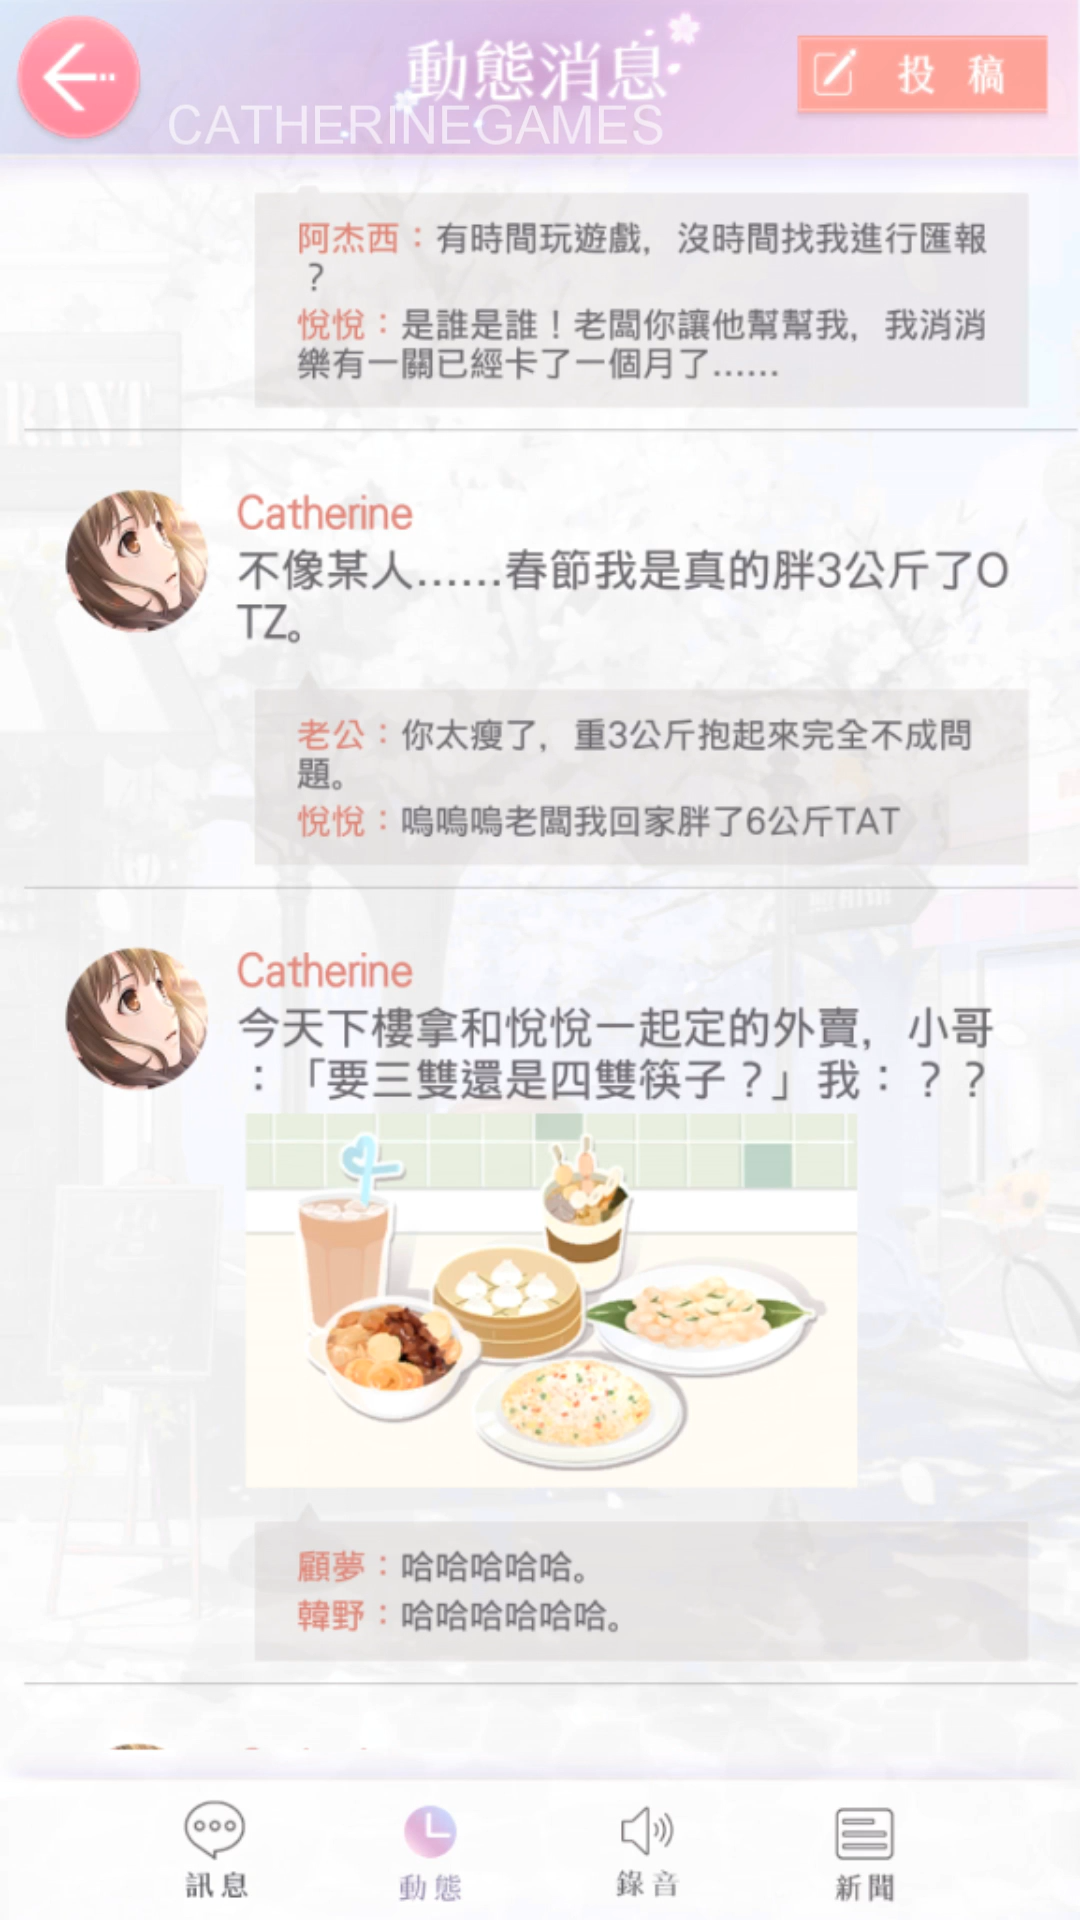 動態消息
投稿
CATHERINEGAMES
阿杰西：有時間玩遊戲，沒時間找我進行匯報
？
悅悅：是誰是誰！老闆你讓他幫幫我，我消消
樂有一關已經卡了一個月了……
RANT
Catherine
不像某人……春節我是真的胖3公斤了O
TZ。
老公：你太瘦了，重3公斤抱起來完全不成問
題。
悅悅：嗚嗚嗚老闆我回家胖了6公斤TAT
Catherine
今天下樓拿和悅悅一起定的外賣，小哥
：「要三雙還是四雙筷子？」我：？？
顧夢：哈哈哈哈哈。
韓野：哈哈哈哈哈哈。
訊息
動態
錄音
新聞